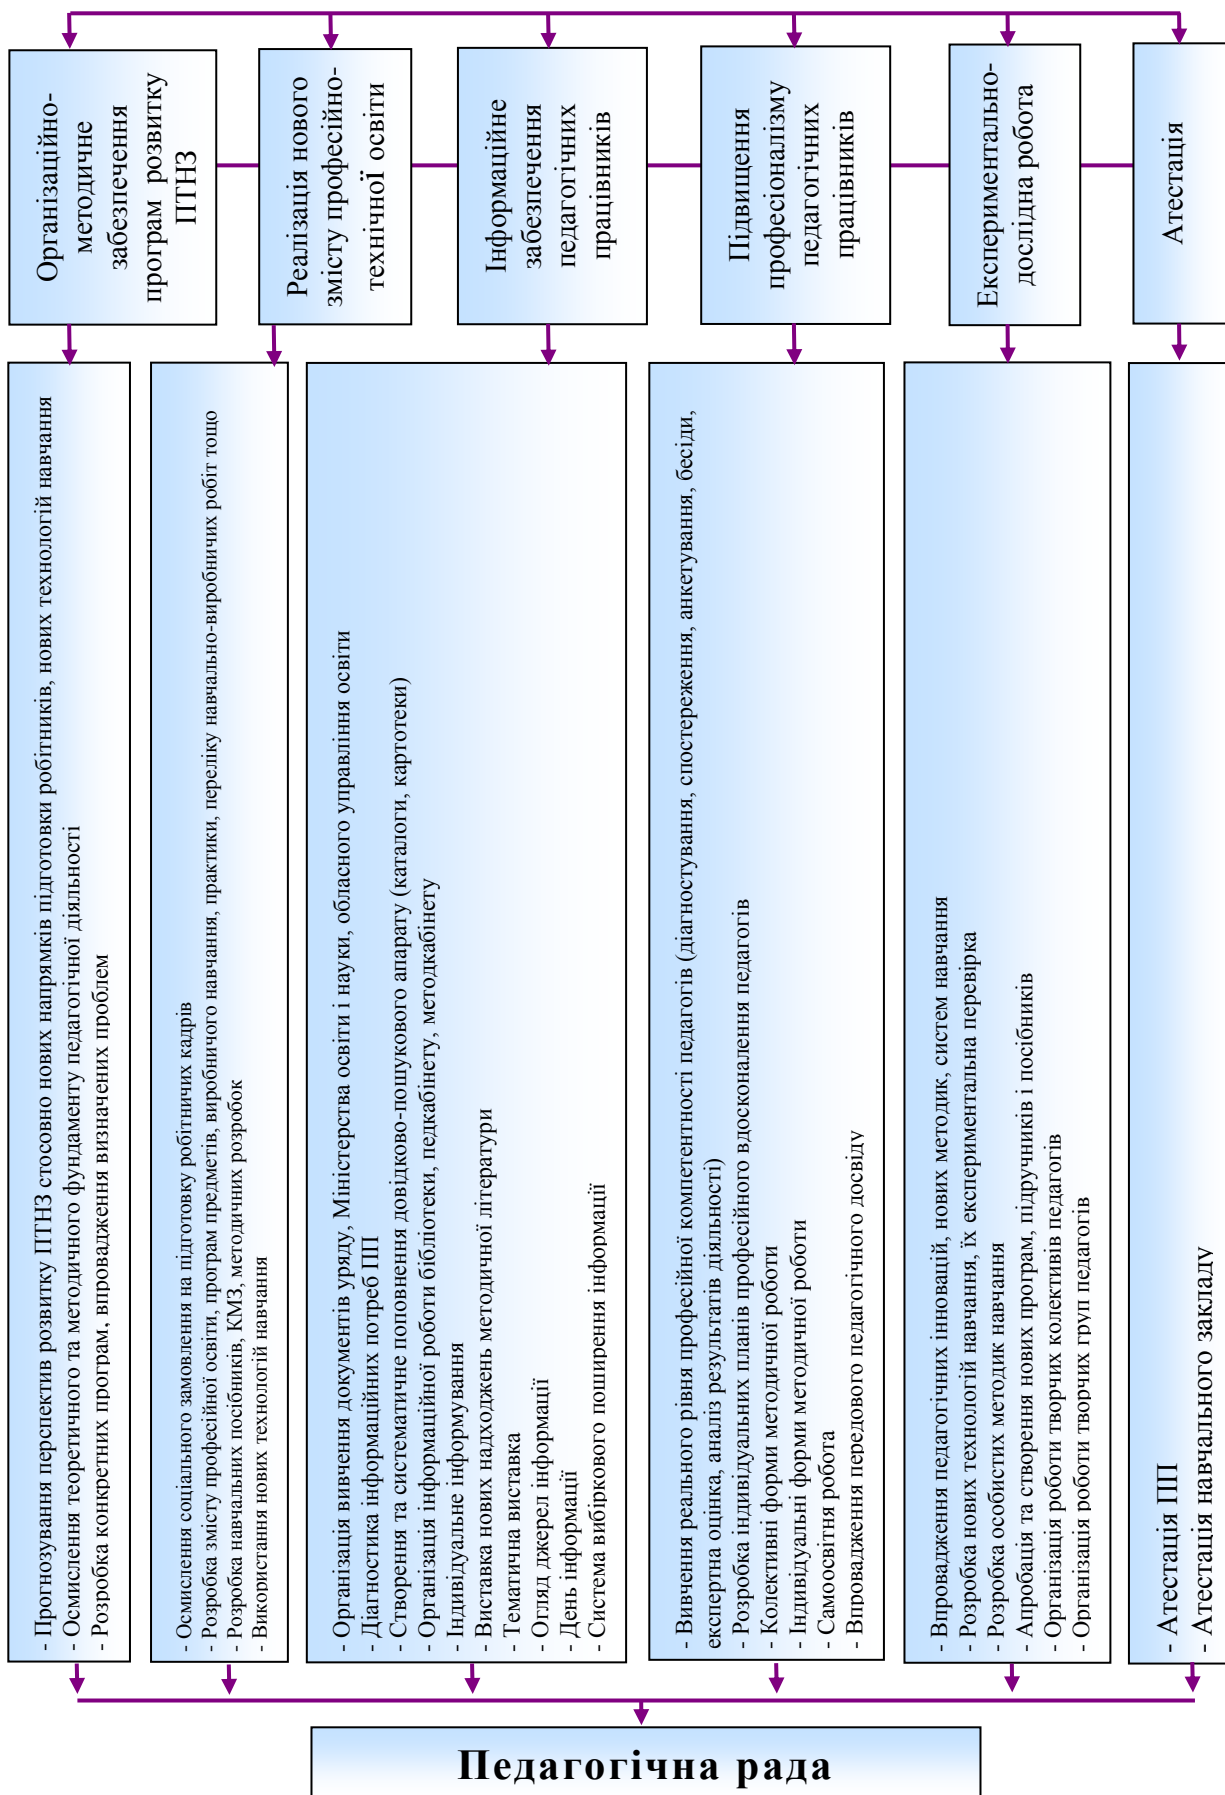 Організаційно-
методичне
забезпечення
програм розвитку
ПТНЗ
Реалізація нового
змісту професійно-
технічної освіти
Інформаційне
забезпечення
педагогічних
працівників
Підвищення
професіоналізму
педагогічних
працівників
Експериментально-
дослідна робота
Атестація
- Прогнозування перспектив розвитку ПТНЗ стосовно нових напрямків підготовки робітників, нових технологій навчання
- Осмислення теоретичного та методичного фундаменту педагогічної діяльності
- Розробка конкретних програм, впровадження визначених проблем
- Осмислення соціального замовлення на підготовку робітничих кадрів
- Розробка змісту професійної освіти, програм предметів, виробничого навчання, практики, переліку навчально-виробничих робіт тощо
- Розробка навчальних посібників, КМЗ, методичних розробок
- Використання нових технологій навчання
- Організація вивчення документів уряду, Міністерства освіти і науки, обласного управління освіти
- Діагностика інформаційних потреб ПП
- Створення та систематичне поповнення довідково-пошукового апарату (каталоги, картотеки)
- Організація інформаційної роботи бібліотеки, педкабінету, методкабінету
- Індивідуальне інформування
- Виставка нових надходжень методичної літератури
- Тематична виставка
- Огляд джерел інформації
- День інформації
- Система вибіркового поширення інформації
- Вивчення реального рівня професійної компетентності педагогів (діагностування, спостереження, анкетування, бесіди,
експертна оцінка, аналіз результатів діяльності)
- Розробка індивідуальних планів професійного вдосконалення педагогів
- Колективні форми методичної роботи
- Індивідуальні форми методичної роботи
- Самоосвітня робота
- Впровадження передового педагогічного досвіду
- Впровадження педагогічних інновацій, нових методик, систем навчання
- Розробка нових технологій навчання, їх експериментальна перевірка
- Розробка особистих методик навчання
- Апробація та створення нових програм, підручників і посібників
- Організація роботи творчих колективів педагогів
- Організація роботи творчих груп педагогів
- Атестація ПП
- Атестація навчального закладу
Педагогічна рада